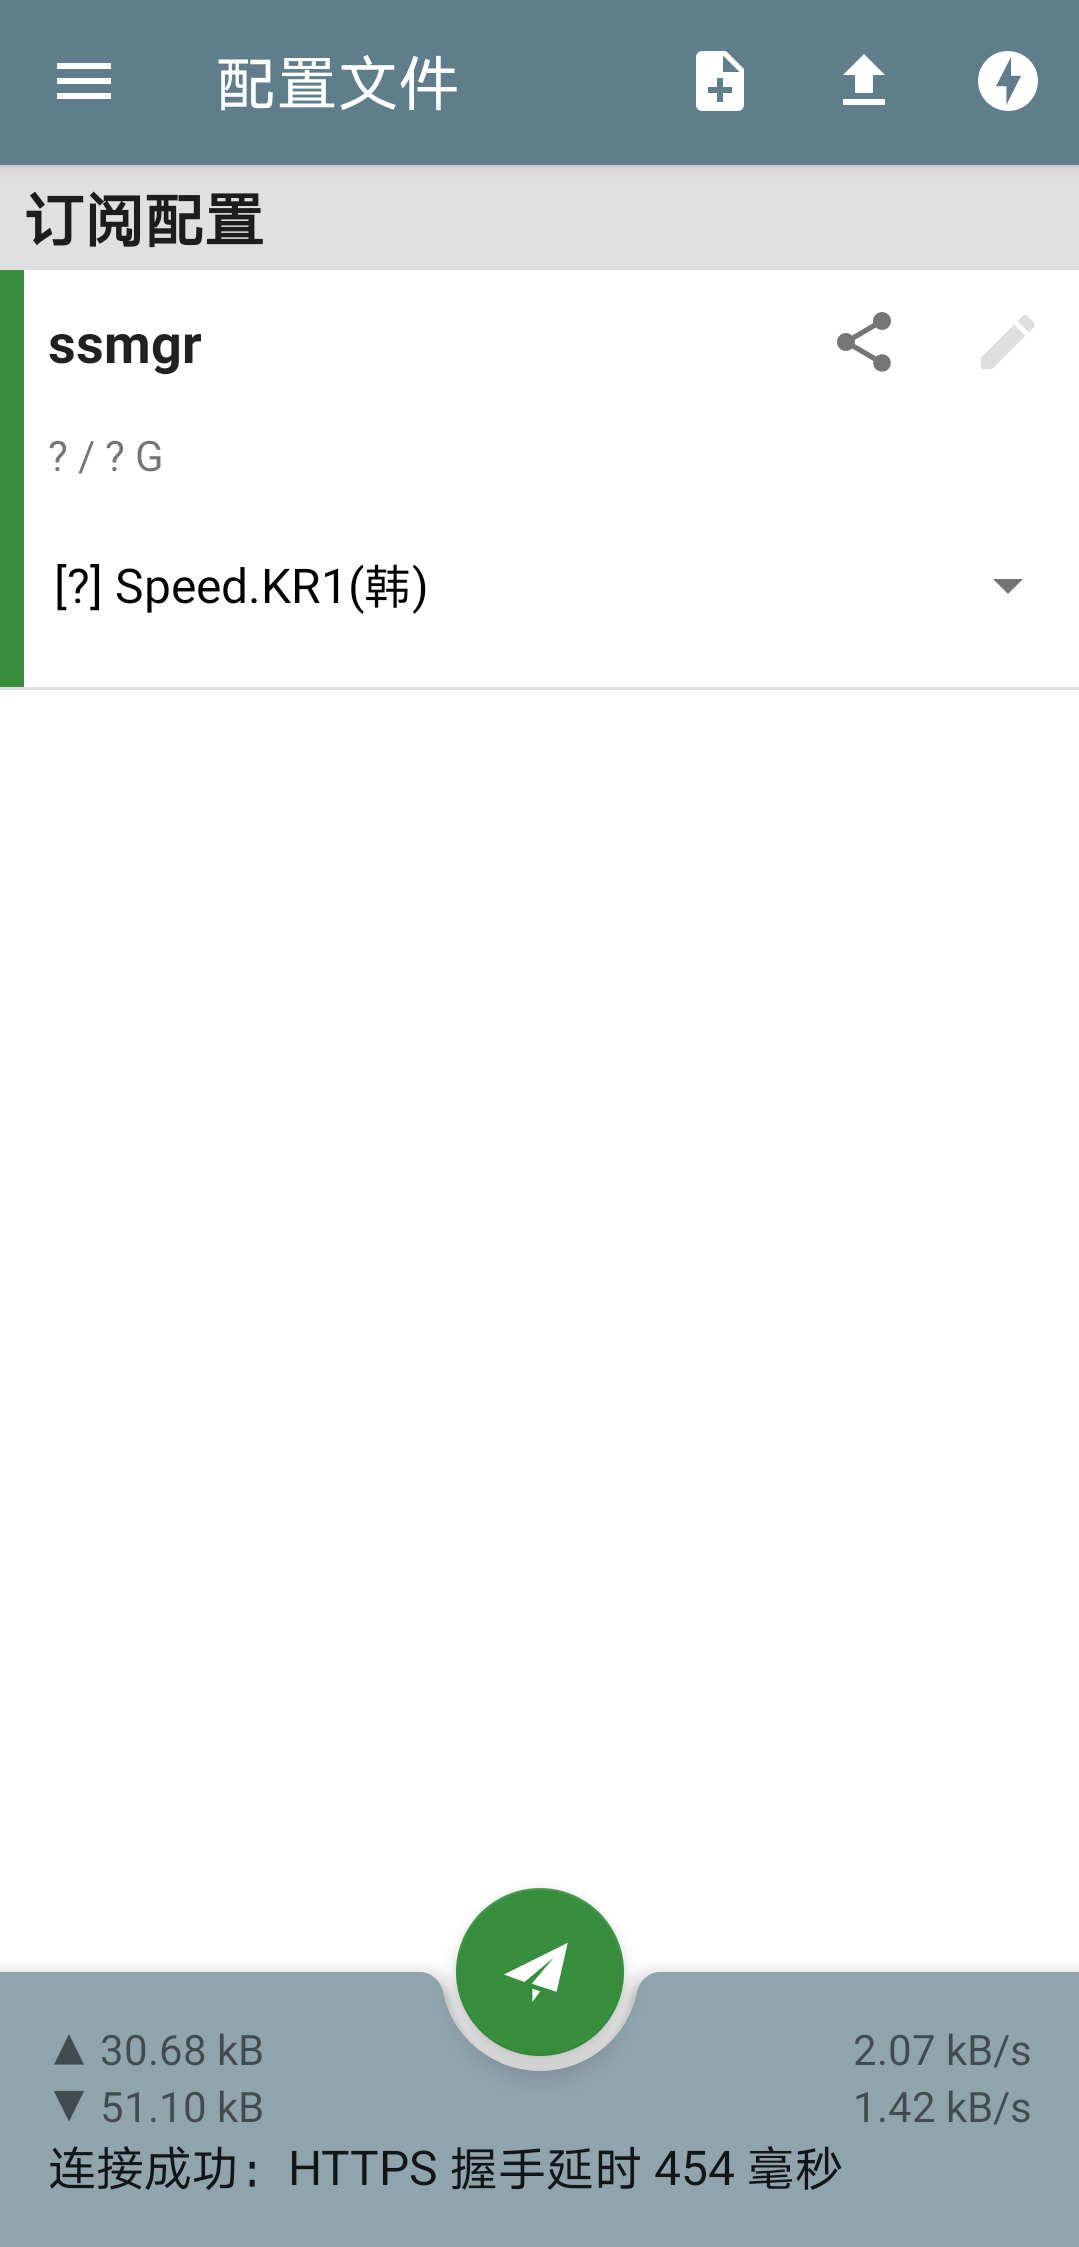 配置文件
订阅配置
ssmgr
? / ? G
[?] Speed.KR1(韩)
▲ 30.68 kB 2.07 kB/s
▼ 51.10 kB 1.42 kB/s
连接成功：HTTPS 握手延时 454 毫秒